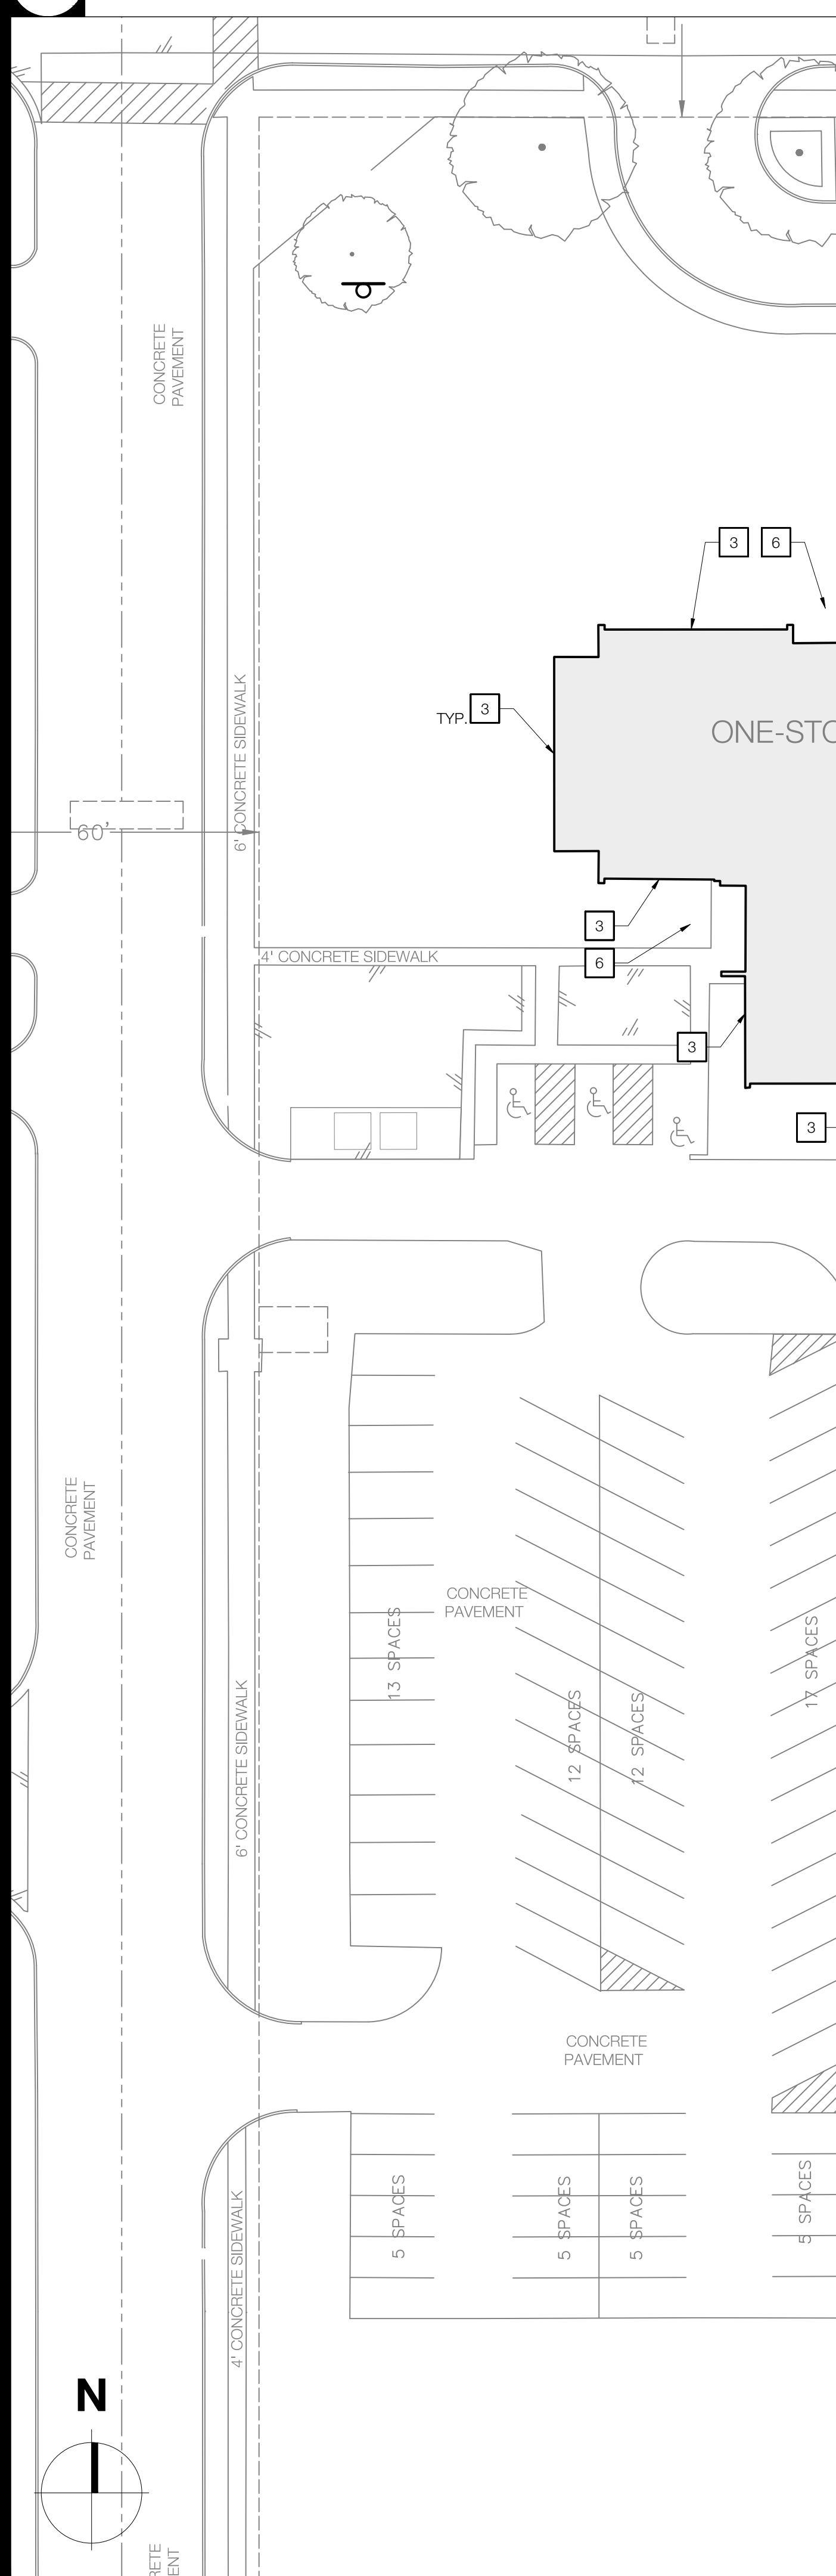 CONCRETE
PAVEMENT
3 6
6' CONCRETE SIDEWALK
TYP. 3
ONE-STO
60'
3
4' CONCRETE SIDEWALK
6
3
3
CONCRETE
PAVEMENT
CONCRETE
PAVEMENT
13 SPACES
17 SPACES
6' CONCRETE SIDEWALK
12 SPACES
12 SPACES
CONCRETE
PAVEMENT
5 SPACES
5 SPACES
5 SPACES
5 SPACES
4' CONCRETE SIDEWALK
N
RETE
ENT